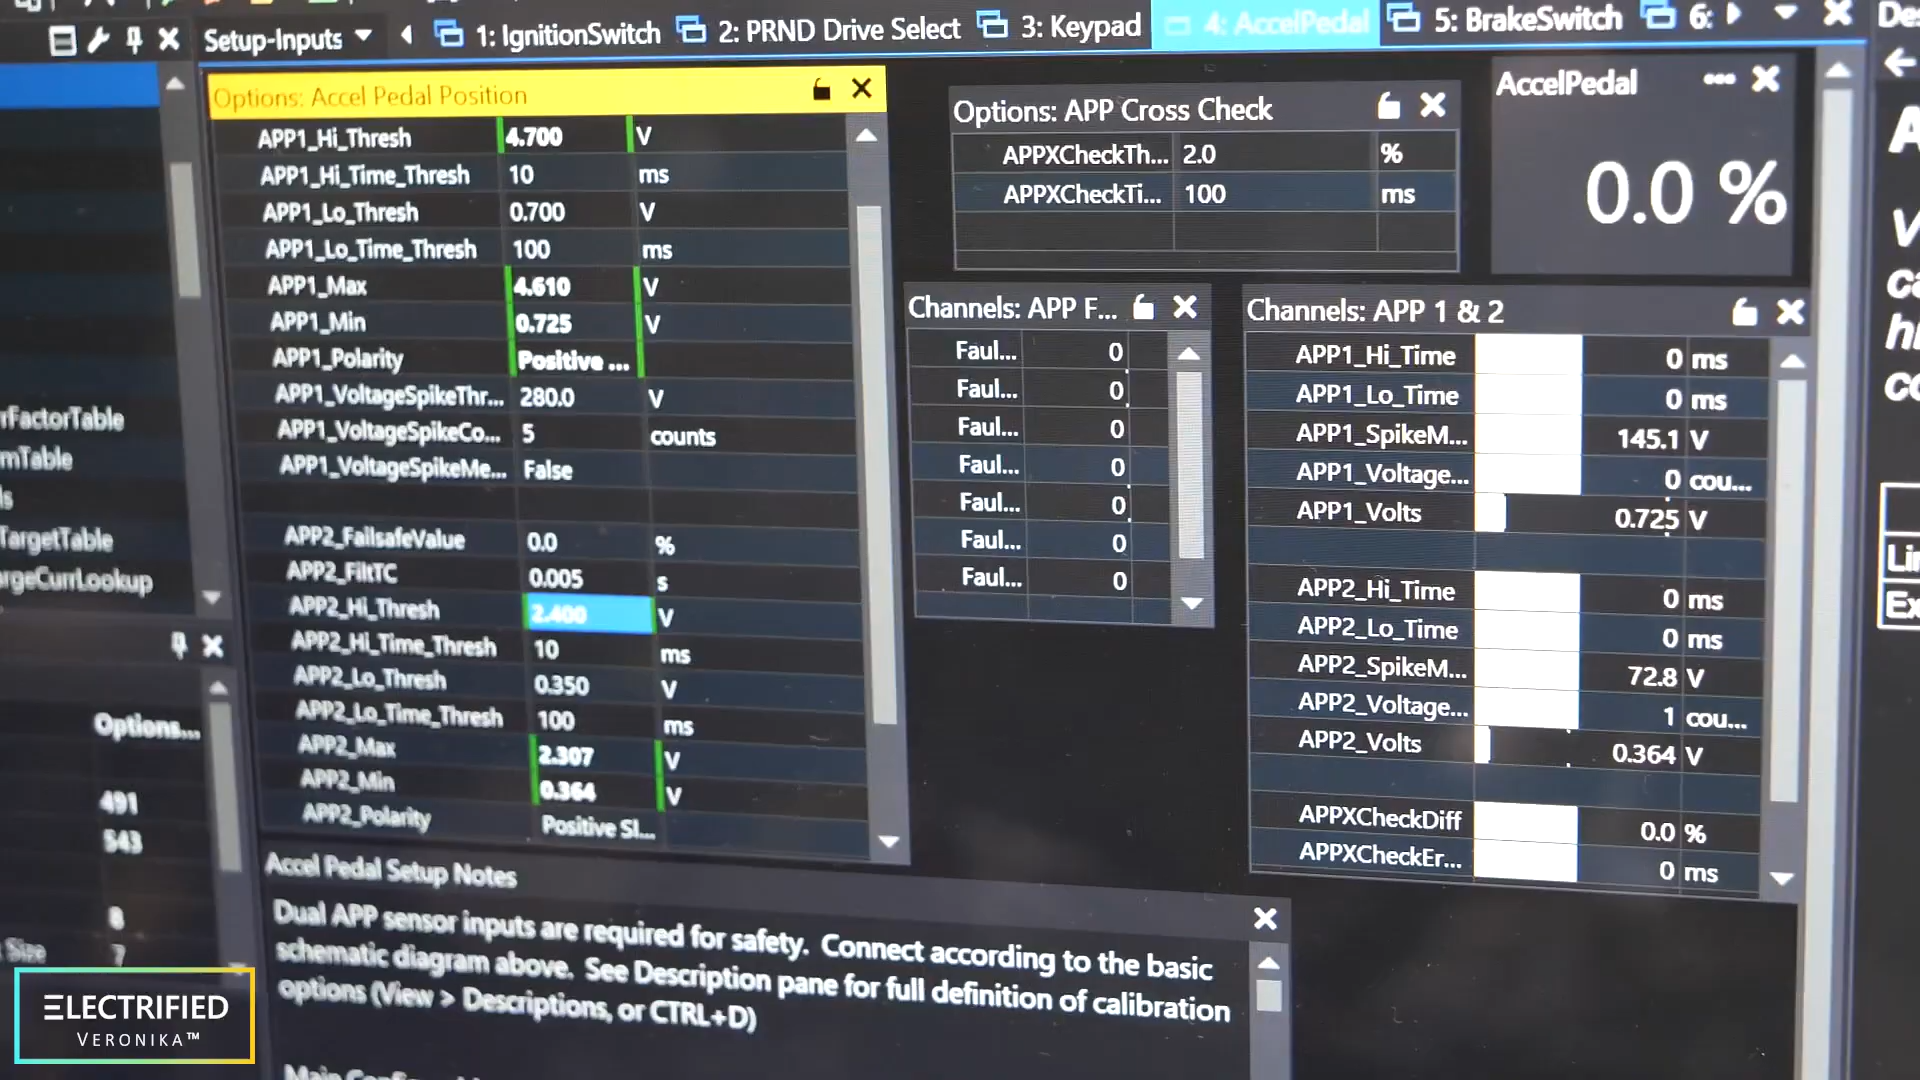 Setup-Inputs
1: IgnitionSwitch
2: PRND Drive Select
3: Keypad
4: AccelPedal
5: BrakeSwitch
6:
Options: Accel Pedal Position
APP1_Hi_Thresh 4.700 V
APP1_Hi_Time_Thresh 10 ms
APP1_Lo_Thresh 0.700 V
APP1_Lo_Time_Thresh 100 ms
APP1_Max 4.610 V
APP1_Min 0.725 V
APP1_Polarity Positive ...
APP1_VoltageSpikeThr... 280.0 V
APP1_VoltageSpikeCo... 5 counts
APP1_VoltageSpikeMe... False
APP2_FailsafeValue 0.0 %
APP2_FiltTC 0.005 s
APP2_Hi_Thresh 2.400 V
APP2_Hi_Time_Thresh 10 ms
APP2_Lo_Thresh 0.350 V
APP2_Lo_Time_Thresh 100 ms
APP2_Max 2.307 V
APP2_Min 0.364 V
APP2_Polarity Positive Sl...
Options: APP Cross Check
APPXCheckTh... 2.0 %
APPXCheckTi... 100 ms
AccelPedal ...
0.0 %
Channels: APP F...
Faul... 0
Faul... 0
Faul... 0
Faul... 0
Faul... 0
Faul... 0
Faul... 0
Channels: APP 1 & 2
APP1_Hi_Time 0 ms
APP1_Lo_Time 0 ms
APP1_SpikeM... 145.1 V
APP1_Voltage... 0 cou...
APP1_Volts 0.725 V
APP2_Hi_Time 0 ms
APP2_Lo_Time 0 ms
APP2_SpikeM... 72.8 V
APP2_Voltage... 1 cou...
APP2_Volts 0.364 V
APPXCheckDiff 0.0 %
APPXCheckEr... 0 ms
Accel Pedal Setup Notes
Dual APP sensor inputs are required for safety. Connect according to the basic
schematic diagram above. See Description pane for full definition of calibration
options (View > Descriptions, or CTRL+D)
rFactorTable
mTable
ls
TargetTable
argeCurrLookup
Options...
491
543
8
Size 7
ELECTRIFIED
VERONIKA™